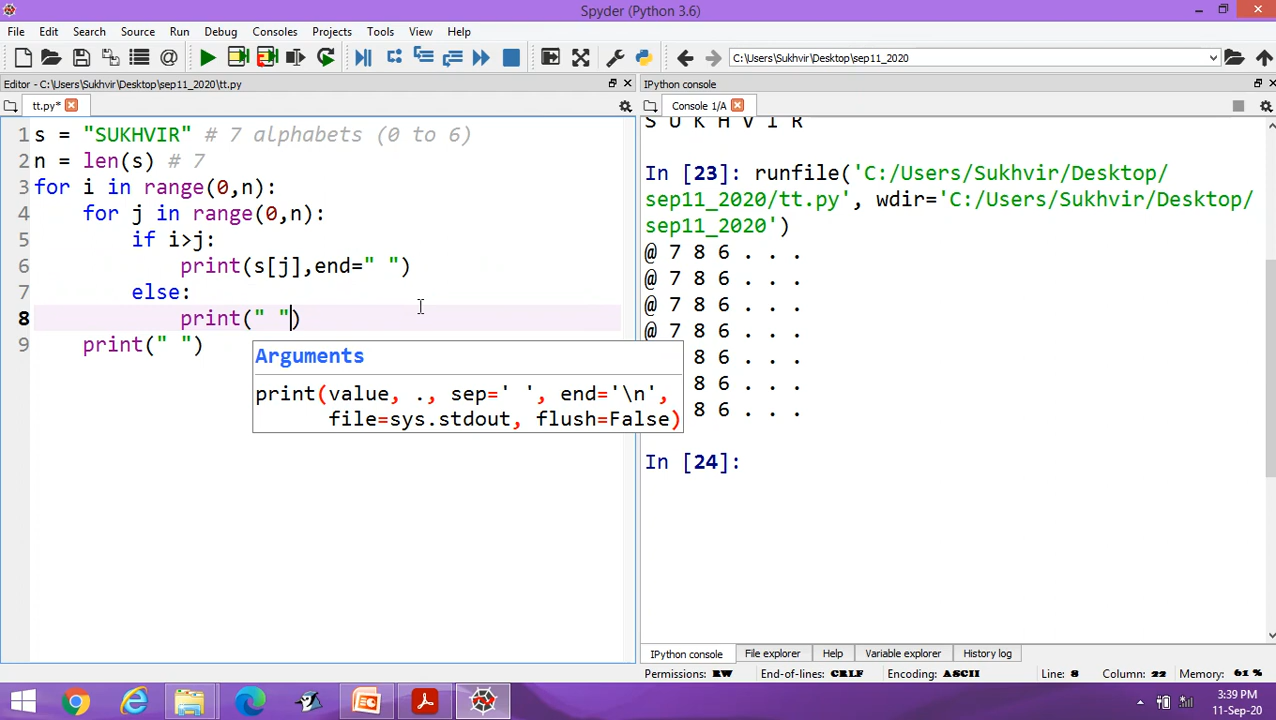 Spyder (Python 3.6)
File Edit Search Source Run Debug Consoles Projects Tools View Help
C:\Users\Sukhvir\Desktop\sep11_2020
Editor - C:\Users\Sukhvir\Desktop\sep11_2020\tt.py
tt.py*
1 s = "SUKHVIR" # 7 alphabets (0 to 6)
2 n = len(s) # 7
3 for i in range(0,n):
4 for j in range(0,n):
5 if i>j:
6 print(s[j],end=" ")
7 else:
8 print(" ")
9 print(" ")
Arguments
print(value, ., sep=' ', end='\n',
file=sys.stdout, flush=False)
IPython console
Console 1/A
S U K H V I R
In [23]: runfile('C:/Users/Sukhvir/Desktop/
sep11_2020/tt.py', wdir='C:/Users/Sukhvir/Desktop/
sep11_2020')
@ 7 8 6 . . .
@ 7 8 6 . . .
@ 7 8 6 . . .
@ 7 8 6 . . .
8 6 . . .
8 6 . . .
8 6 . . .
In [24]:
IPython console File explorer Help Variable explorer History log
Permissions: RW End-of-lines: CRLF Encoding: ASCII Line: 8 Column: 22 Memory: 61 %
3:39 PM
11-Sep-20